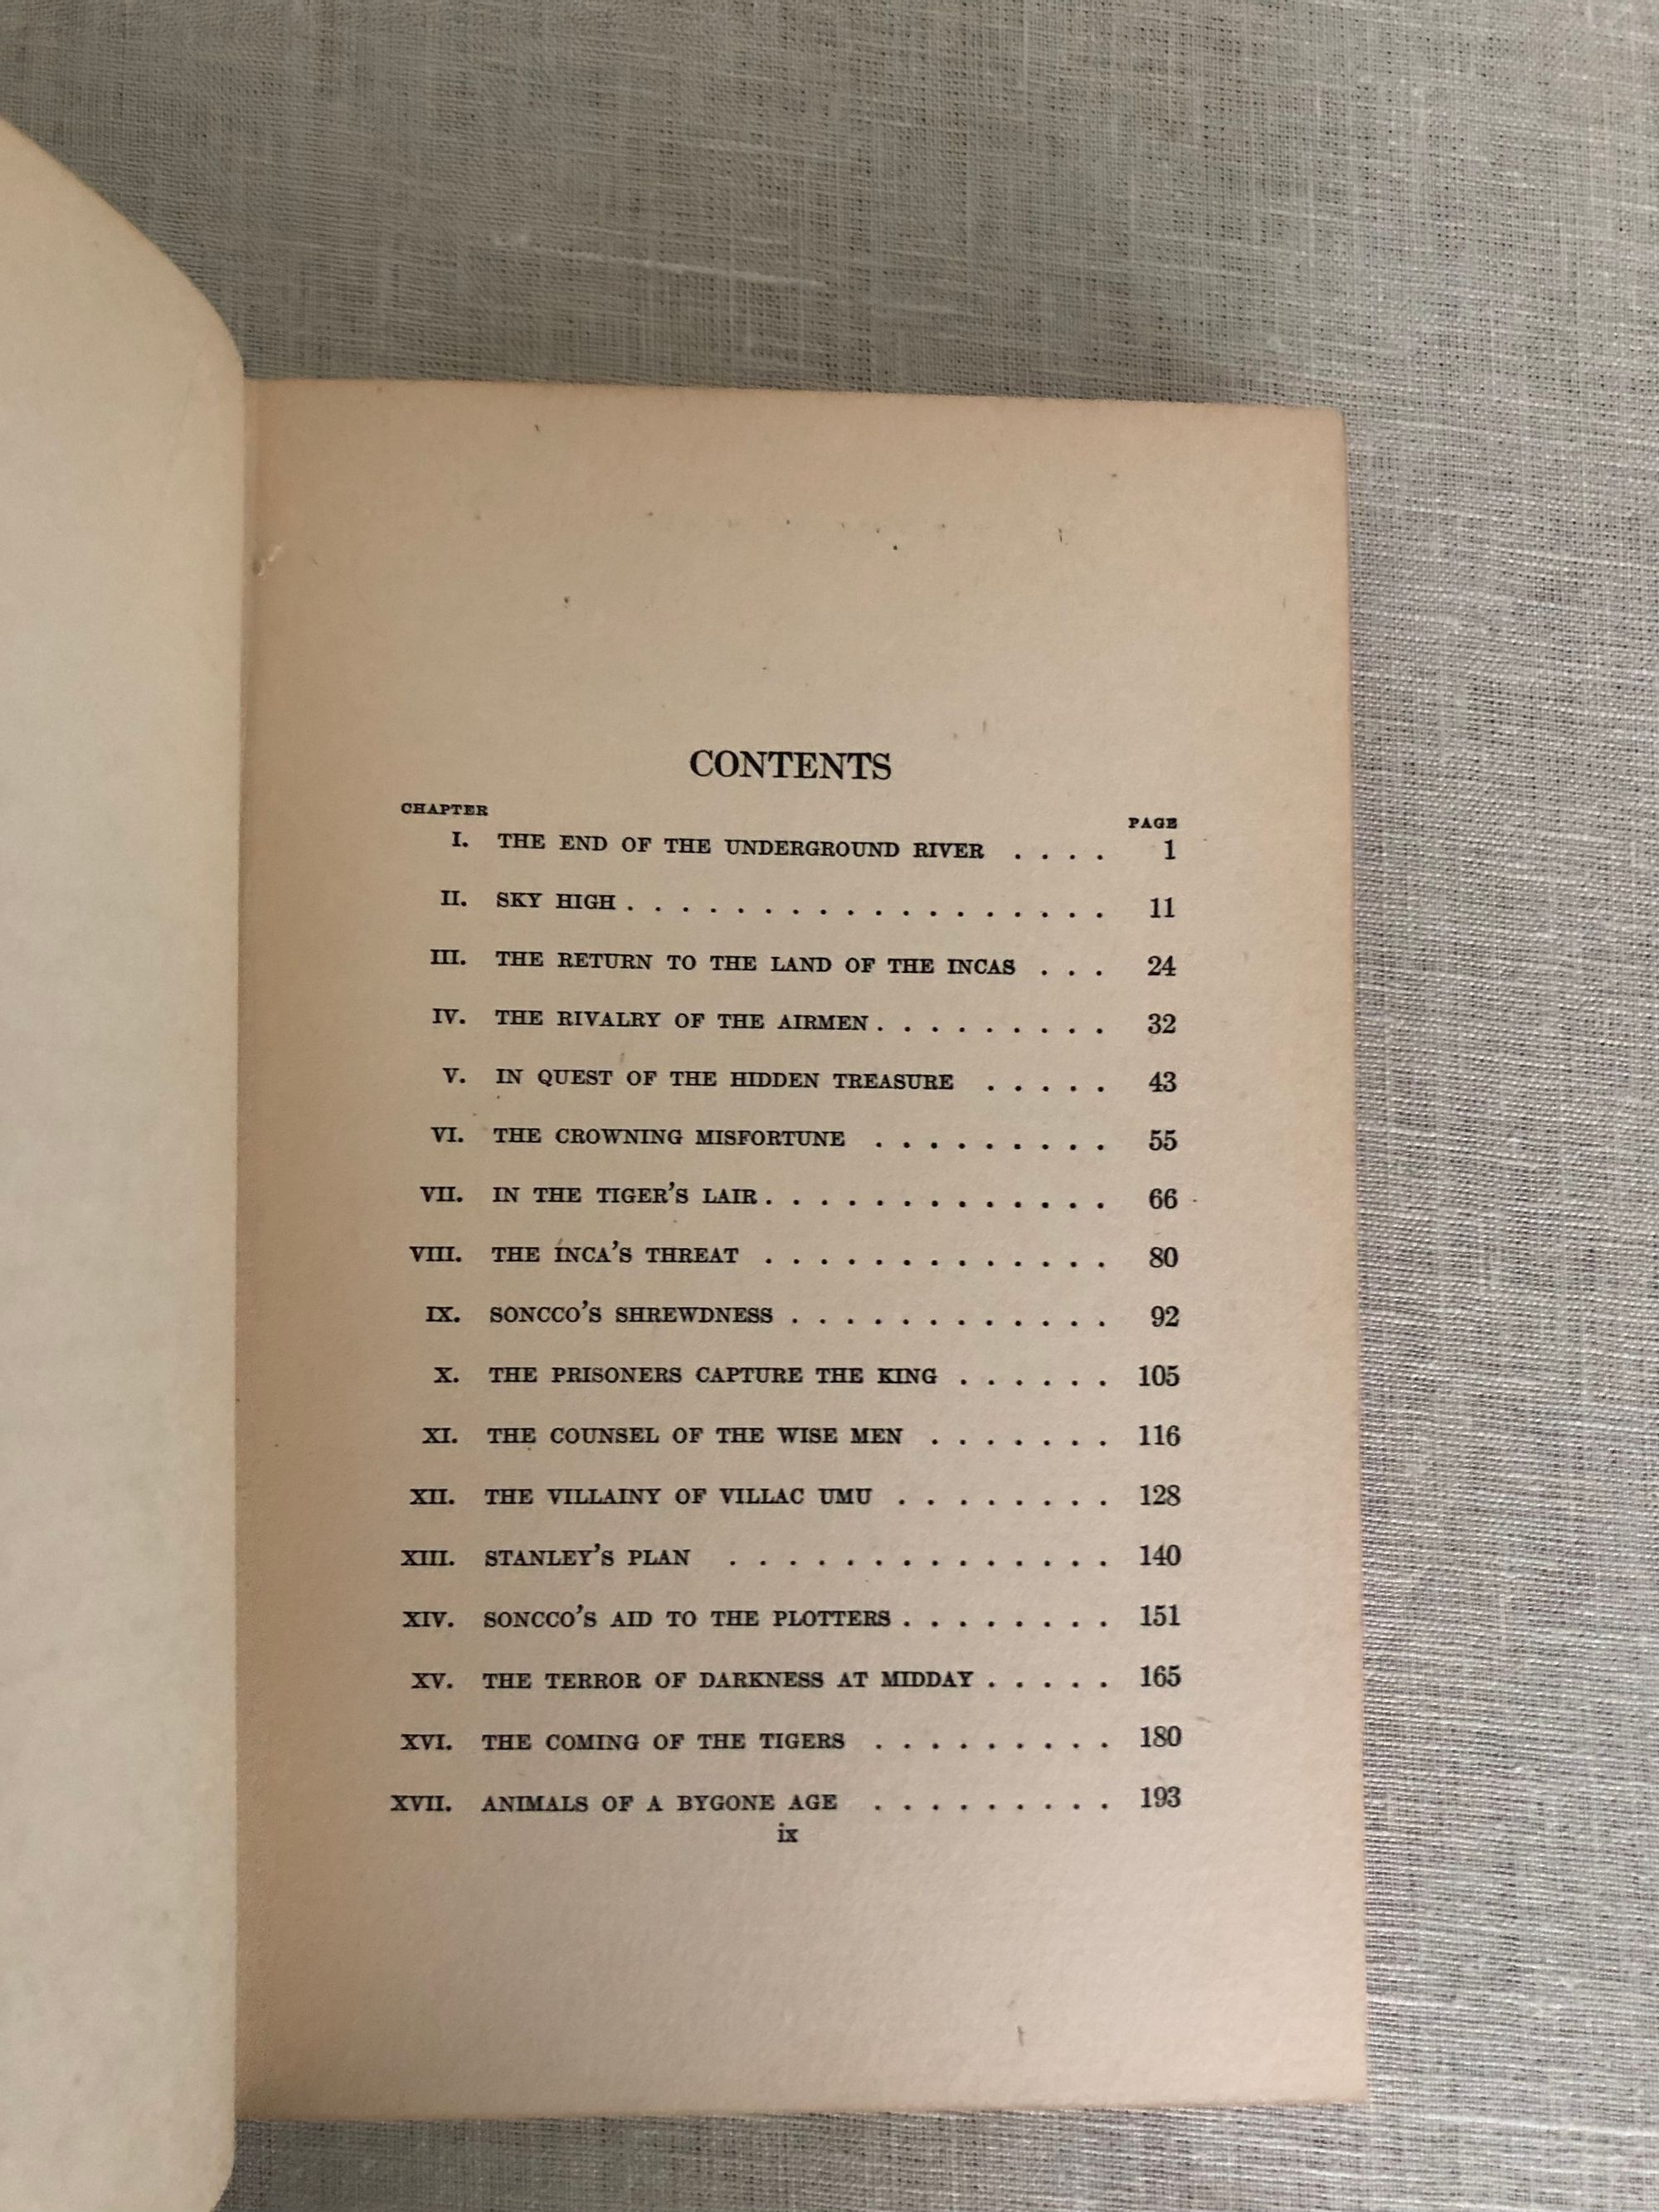 CONTENTS
CHAPTER PAGE
I. THE END OF THE UNDERGROUND RIVER . . . . 1
II. SKY HIGH . . . . . . . . . . . . . . . . . . 11
III. THE RETURN TO THE LAND OF THE INCAS . . . 24
IV. THE RIVALRY OF THE AIRMEN . . . . . . . . . 32
V. IN QUEST OF THE HIDDEN TREASURE . . . . . 43
VI. THE CROWNING MISFORTUNE . . . . . . . . . 55
VII. IN THE TIGER'S LAIR . . . . . . . . . . . . . 66
VIII. THE INCA'S THREAT . . . . . . . . . . . . . 80
IX. SONCCO'S SHREWDNESS . . . . . . . . . . . . 92
X. THE PRISONERS CAPTURE THE KING . . . . . . 105
XI. THE COUNSEL OF THE WISE MEN . . . . . . . 116
XII. THE VILLAINY OF VILLAC UMU . . . . . . . . 128
XIII. STANLEY'S PLAN . . . . . . . . . . . . . . 140
XIV. SONCCO'S AID TO THE PLOTTERS . . . . . . . . 151
XV. THE TERROR OF DARKNESS AT MIDDAY . . . . . 165
XVI. THE COMING OF THE TIGERS . . . . . . . . . 180
XVII. ANIMALS OF A BYGONE AGE . . . . . . . . . 193
ix